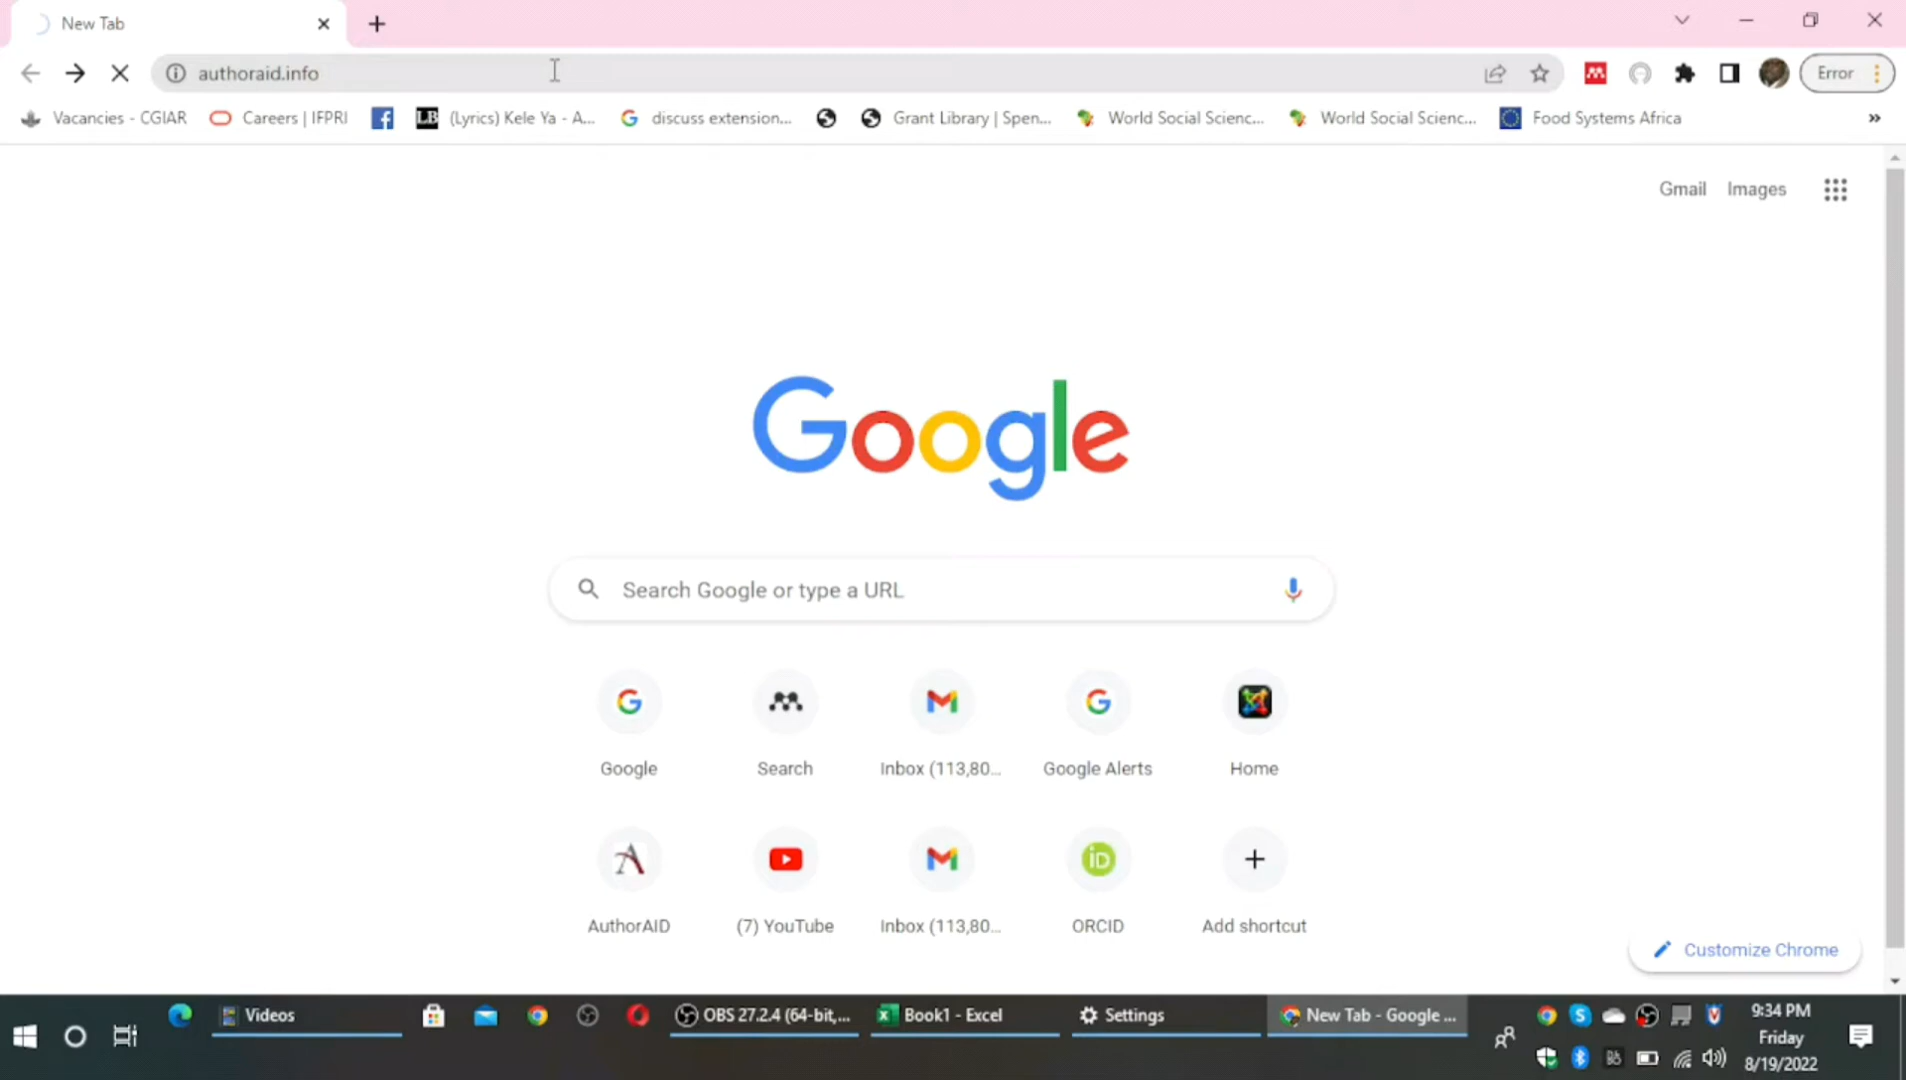 New Tab
authoraid.info
Error
Vacancies - CGIAR
Careers | IFPRI
LB
(Lyrics) Kele Ya - A...
discuss extension...
Grant Library | Spen...
World Social Scienc...
World Social Scienc...
Food Systems Africa
»
Gmail
Images
Google
Search Google or type a URL
Google
Search
Inbox (113,80...
Google Alerts
Home
AuthorAID
(7) YouTube
Inbox (113,80...
iD
ORCID
Add shortcut
Customize Chrome
Videos
OBS 27.2.4 (64-bit,...
Book1 - Excel
Settings
New Tab - Google ...
9:34 PM
Friday
8/19/2022